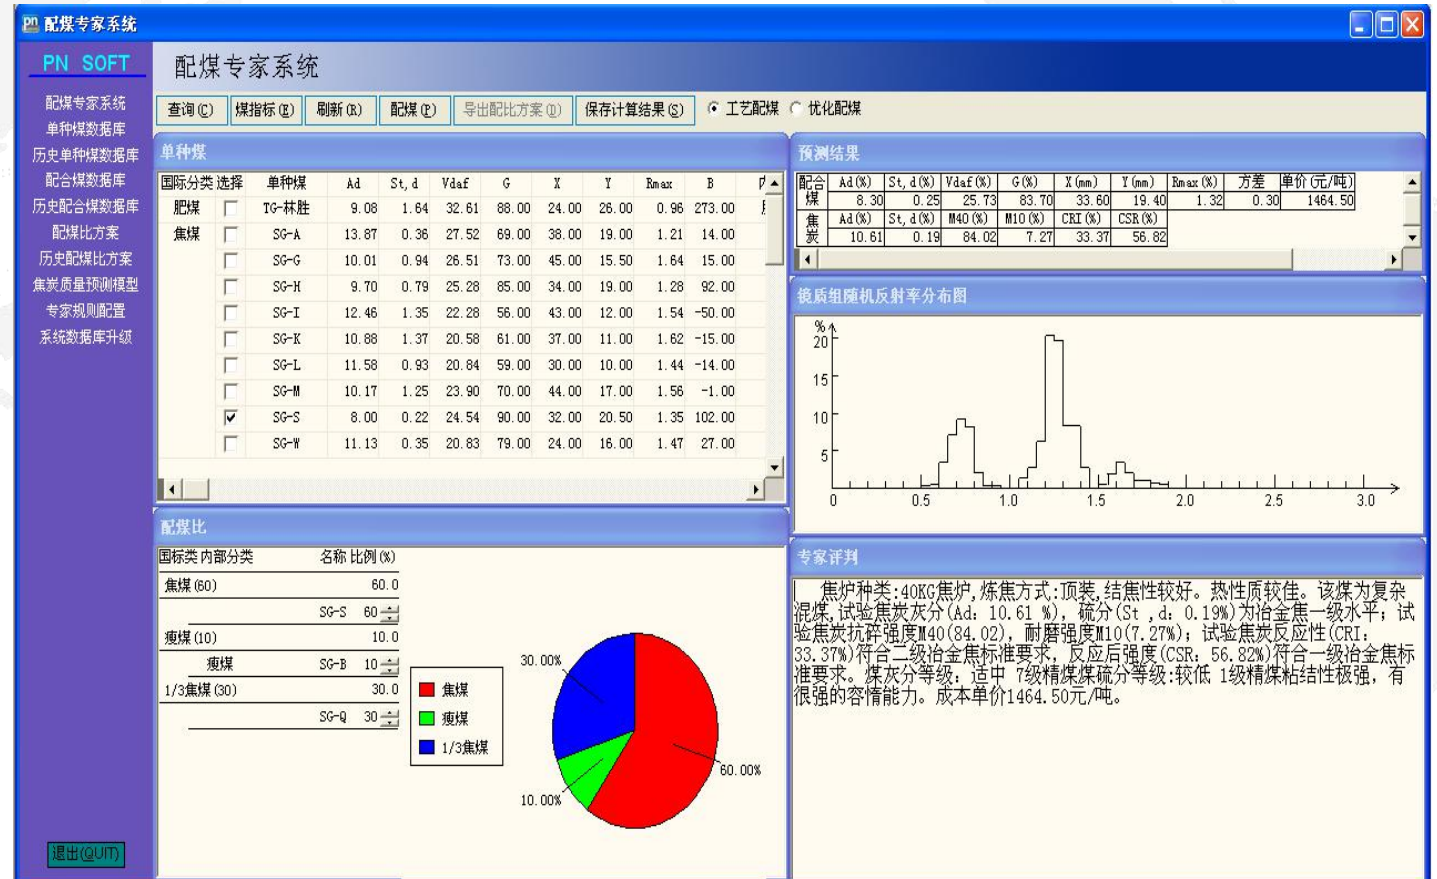 配煤专家系统
PN SOFT
配煤专家系统
单种煤数据库
历史单种煤数据库
配合煤数据库
历史配合煤数据库
配煤比方案
历史配煤比方案
焦炭质量预测模型
专家规则配置
系统数据库升级
退出(QUIT)
配煤专家系统
查询(C) 煤指标(E) 刷新(R) 配煤(P) 导出配比方案(D) 保存计算结果(S) 工艺配煤 优化配煤
单种煤
国际分类 选择 单种煤 Ad St,d Vdaf G X Y Rmax B
肥煤 TG-林胜 9.08 1.64 32.61 88.00 24.00 26.00 0.96 273.00
焦煤 SG-A 13.87 0.36 27.52 69.00 38.00 19.00 1.21 14.00
SG-G 10.01 0.94 26.51 73.00 45.00 15.50 1.64 15.00
SG-H 9.70 0.79 25.28 85.00 34.00 19.00 1.28 92.00
SG-I 12.46 1.35 22.28 56.00 43.00 12.00 1.54 -50.00
SG-K 10.88 1.37 20.58 61.00 37.00 11.00 1.62 -15.00
SG-L 11.58 0.93 20.84 59.00 30.00 10.00 1.44 -14.00
SG-M 10.17 1.25 23.90 70.00 44.00 17.00 1.56 -1.00
SG-S 8.00 0.22 24.54 90.00 32.00 20.50 1.35 102.00
SG-W 11.13 0.35 20.83 79.00 24.00 16.00 1.47 27.00
配煤比
国标类 内部分类 名称 比例(%)
焦煤(60) 60.0
SG-S 60
瘦煤(10) 10.0
瘦煤 SG-B 10
1/3焦煤(30) 30.0
SG-Q 30
焦煤
瘦煤
1/3焦煤
30.00%
60.00%
10.00%
预测结果
配合煤 Ad(%) St,d(%) Vdaf(%) G(%) X(mm) Y(mm) Rmax(%) 方差 单价(元/吨)
8.30 0.25 25.73 83.70 33.60 19.40 1.32 0.30 1464.50
焦炭 Ad(%) St,d(%) M40(%) M10(%) CRI(%) CSR(%)
10.61 0.19 84.02 7.27 33.37 56.82
镜质组随机反射率分布图
%
20
15
10
5
0 0.5 1.0 1.5 2.0 2.5 3.0
专家评判
焦炉种类:40KG焦炉,炼焦方式:顶装,结焦性较好。热性质较佳。该煤为复杂
混煤,试验焦炭灰分(Ad: 10.61 %), 硫分(St ,d: 0.19%)为冶金焦一级水平; 试
验焦炭抗碎强度M40(84.02), 耐磨强度M10(7.27%); 试验焦炭反应性(CRI:
33.37%)符合二级冶金焦标准要求, 反应后强度(CSR: 56.82%)符合一级冶金焦标
准要求。煤灰分等级: 适中 7级精煤煤硫分等级:较低 1级精煤粘结性极强, 有
很强的容惰能力。成本单价1464.50元/吨。